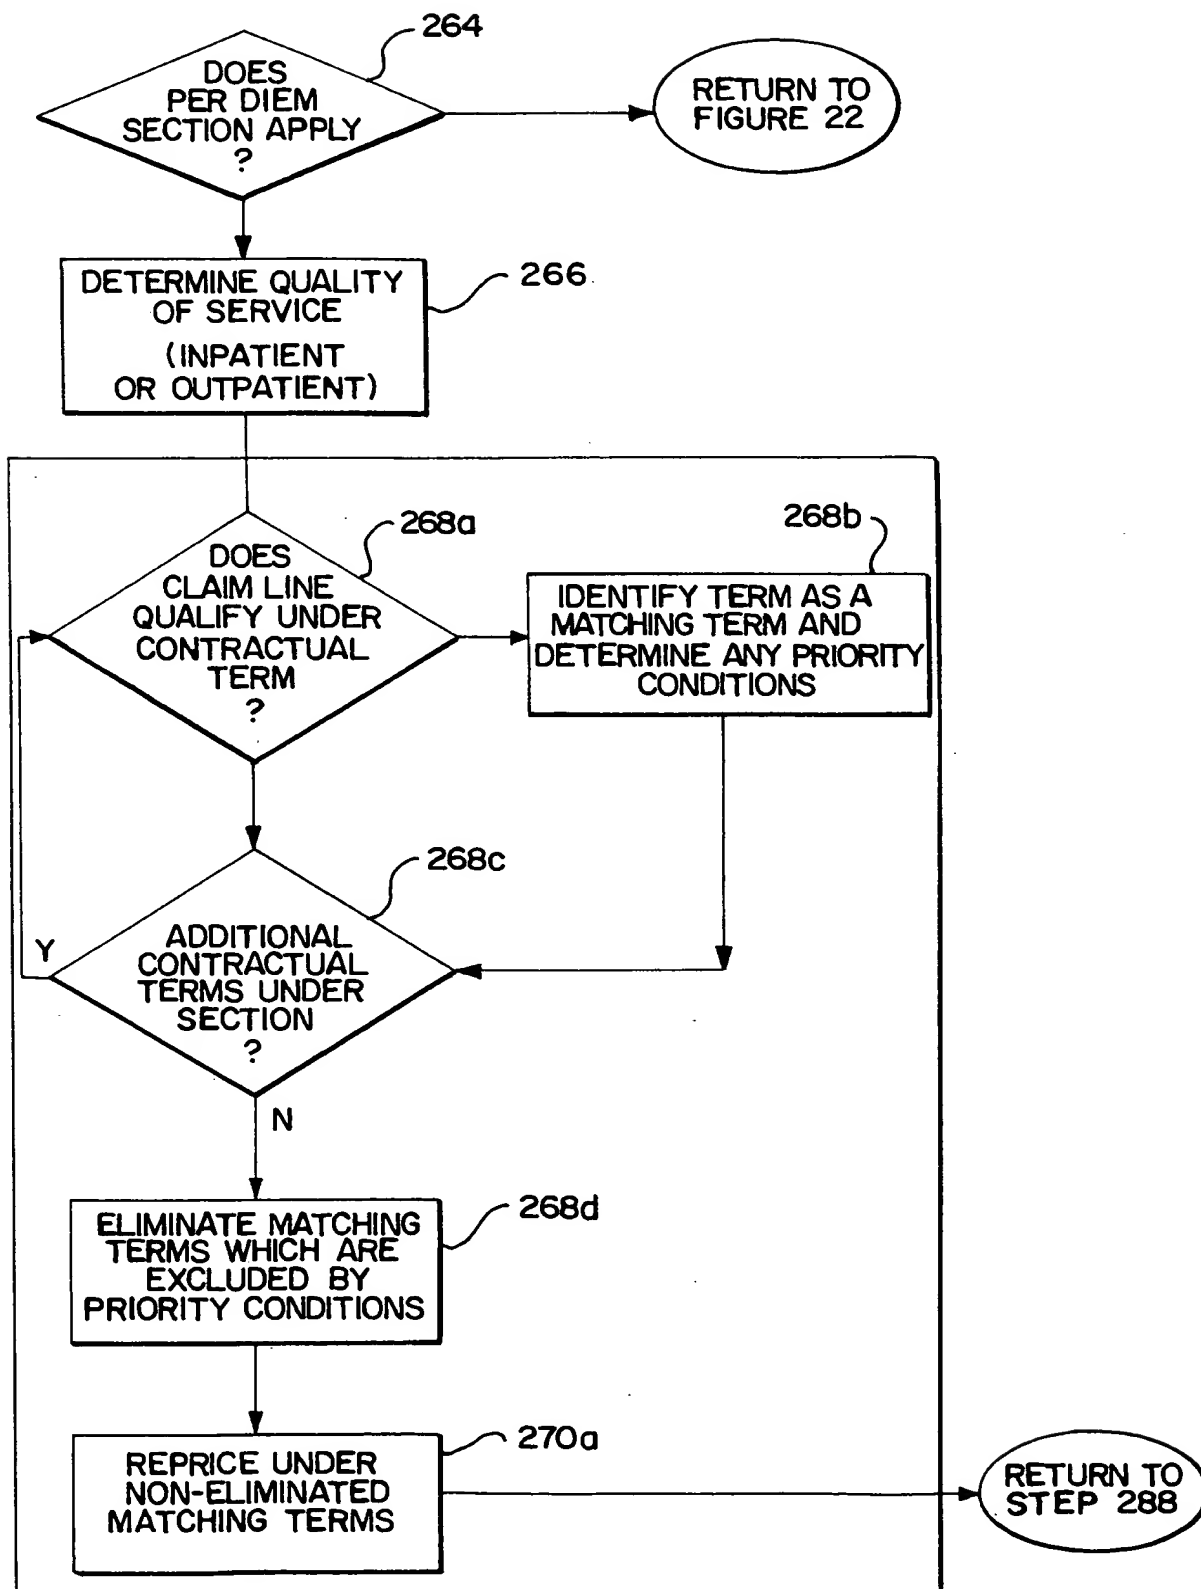 264
DOES
PER DIEM
SECTION APPLY
?
RETURN TO
FIGURE 22
DETERMINE QUALITY
OF SERVICE
(INPATIENT
OR OUTPATIENT)
266
DOES
CLAIM LINE
QUALIFY UNDER
CONTRACTUAL
TERM
?
268a
268b
IDENTIFY TERM AS A
MATCHING TERM AND
DETERMINE ANY PRIORITY
CONDITIONS
268c
Y
ADDITIONAL
CONTRACTUAL
TERMS UNDER
SECTION
?
N
ELIMINATE MATCHING
TERMS WHICH ARE
EXCLUDED BY
PRIORITY CONDITIONS
268d
REPRICE UNDER
NON-ELIMINATED
MATCHING TERMS
270a
RETURN TO
STEP 288